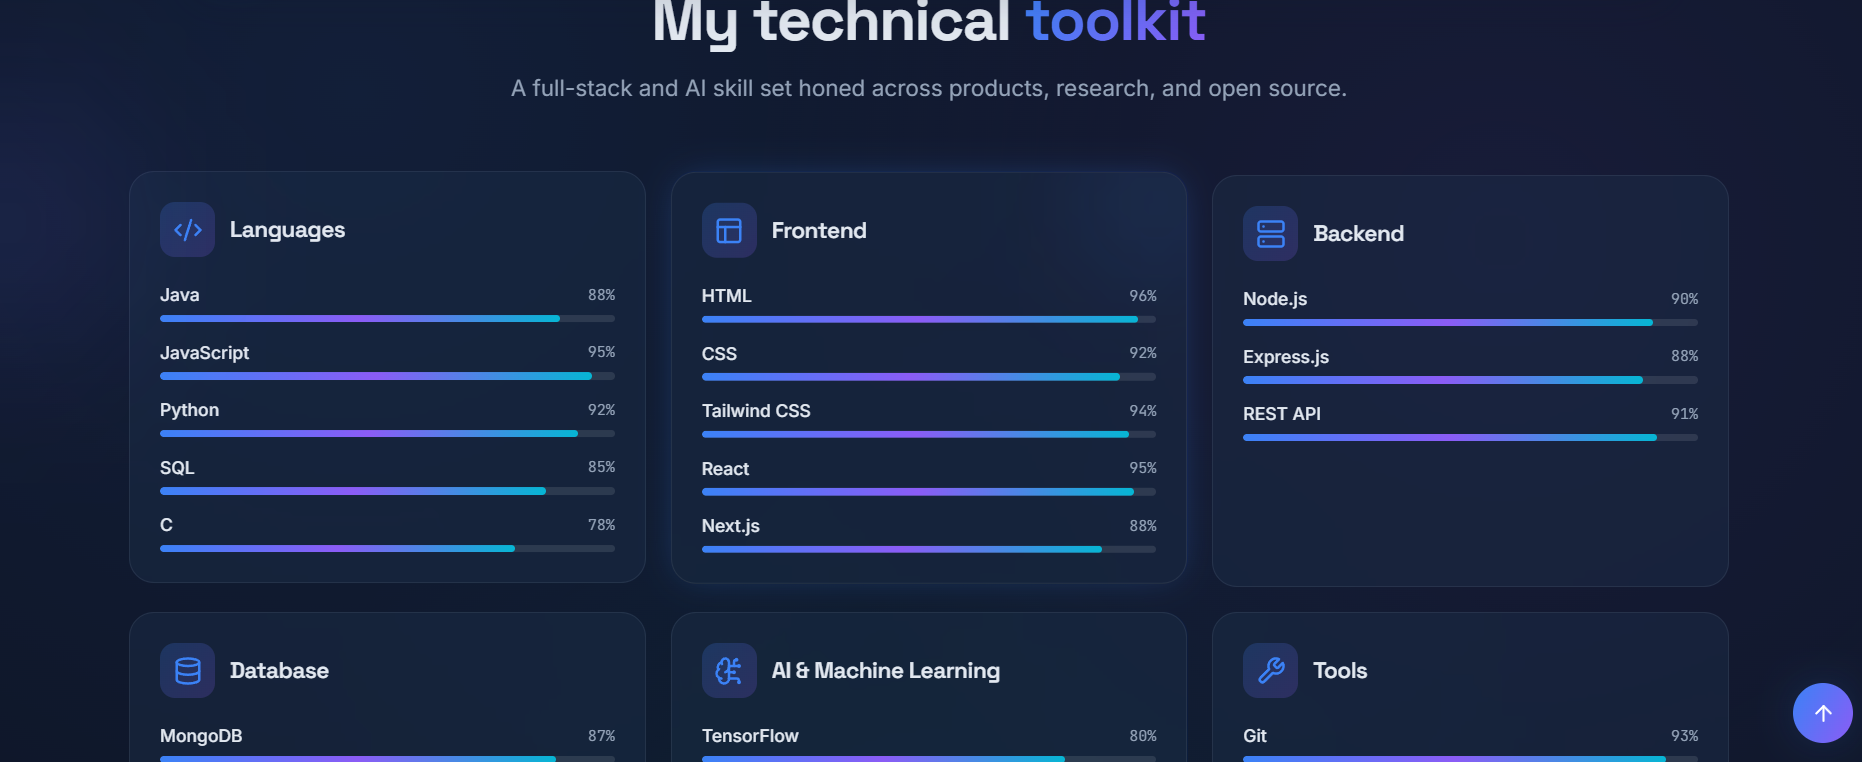 My technical toolkit
A full-stack and AI skill set honed across products, research, and open source.
Languages
Java 88%
JavaScript 95%
Python 92%
SQL 85%
C 78%
Frontend
HTML 96%
CSS 92%
Tailwind CSS 94%
React 95%
Next.js 88%
Backend
Node.js 90%
Express.js 88%
REST API 91%
Database
MongoDB 87%
AI & Machine Learning
TensorFlow 80%
Tools
Git 93%